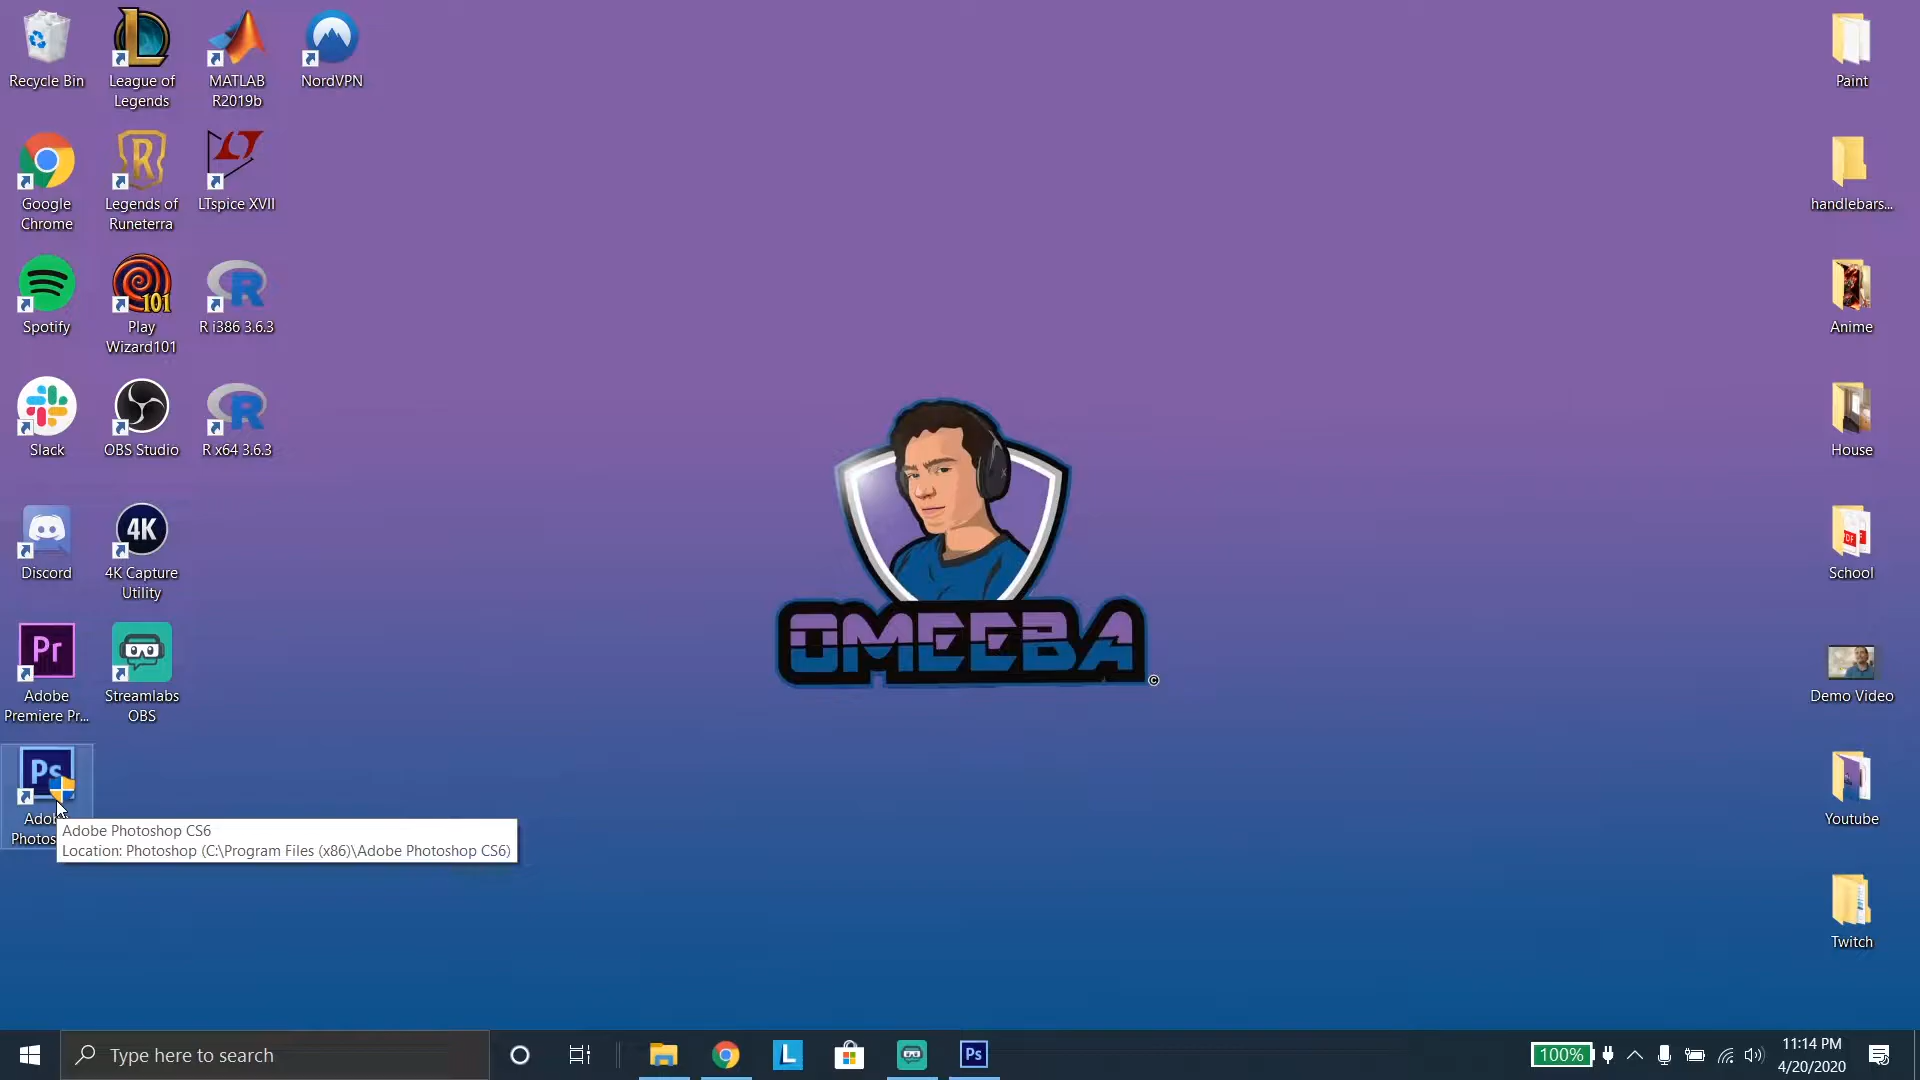 Recycle Bin
League of
Legends
MATLAB
R2019b
NordVPN
Google
Chrome
Legends of
Runeterra
LTspice XVII
Spotify
101
Play
Wizard101
R i386 3.6.3
Slack
OBS Studio
R x64 3.6.3
Discord
4K
4K Capture
Utility
Pr
Adobe
Premiere Pr...
Streamlabs
OBS
Ps
Adob
Photos
Adobe Photoshop CS6
Location: Photoshop (C:\Program Files (x86)\Adobe Photoshop CS6)
OMEEBA
©
Paint
handlebars...
Anime
House
PDF
School
Demo Video
Youtube
Twitch
Type here to search
L
Ps
100%
11:14 PM
4/20/2020